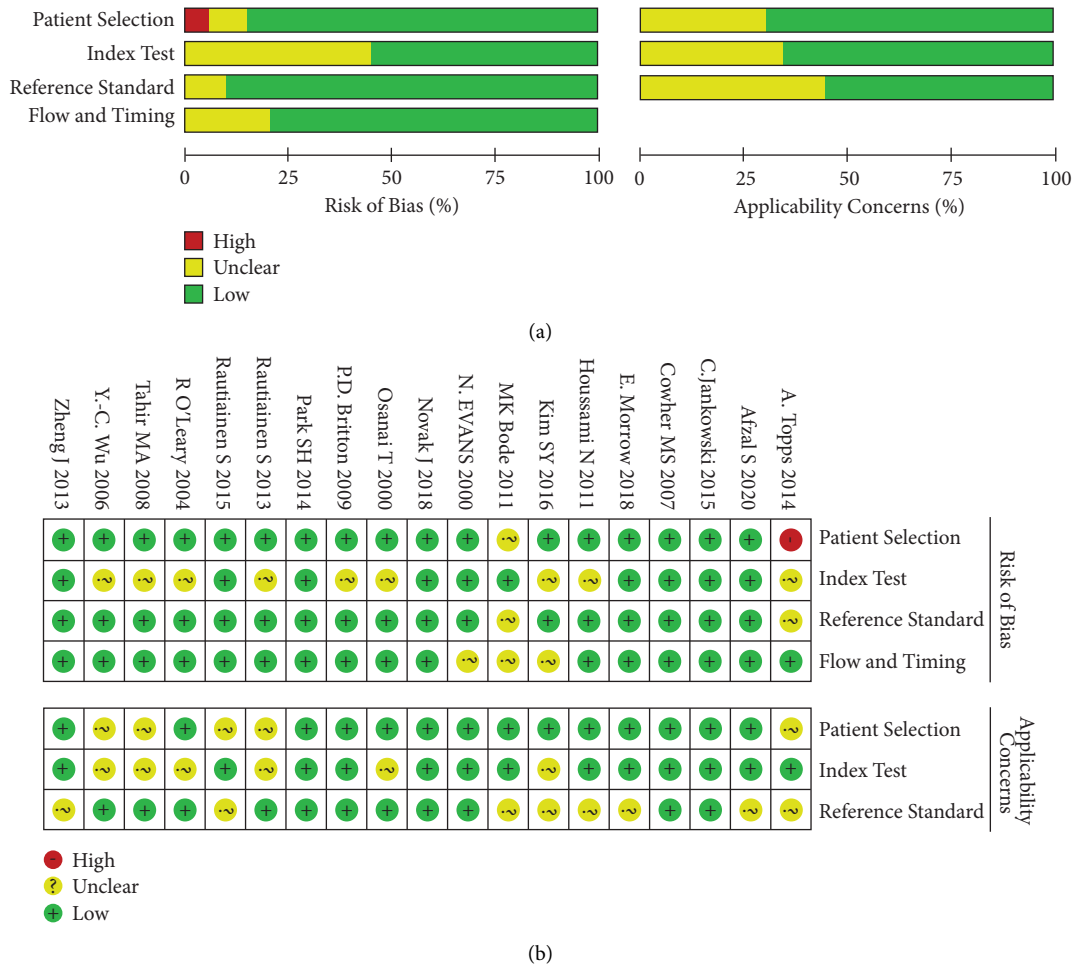 Patient Selection
Index Test
Reference Standard
Flow and Timing
0 25 50 75 100
Risk of Bias (%)
0 25 50 75 100
Applicability Concerns (%)
High
Unclear
Low
(a)
Zheng J 2013
Y.-C. Wu 2006
Tahir MA 2008
R O'Leary 2004
Rautiainen S 2015
Rautiainen S 2013
Park SH 2014
P.D. Britton 2009
Osanai T 2000
Novak J 2018
N. EVANS 2000
MK Bode 2011
Kim SY 2016
Houssami N 2011
E. Morrow 2018
Cowher MS 2007
C.Jankowski 2015
Afzal S 2020
A. Topps 2014
+ + + + + + + + + + + ? + + + + + + - Patient Selection
+ ? ? ? + ? + ? ? + + + ? ? + + + + ? Index Test
+ + + + + + + + + + + ? + + + + + + ? Reference Standard
+ + + + + + + + + + ? ? ? + + + + + + Flow and Timing
Risk of Bias
+ ? ? + ? ? + + + + + + + + + + + + ? Patient Selection
+ ? ? ? + ? + + ? + + + ? + + + + + + Index Test
? + + + ? + + + + + + ? ? ? ? + + ? ? Reference Standard
Applicability
Concerns
- High
? Unclear
+ Low
(b)